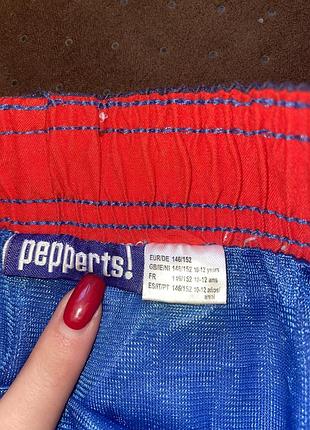 pepperts!
EUR/DE 146/152
GB/IE/NI 146/152 10-12 years
FR 146/152 10-12 ans
ES/IT/PT 146/152 10-12 años/
anni/